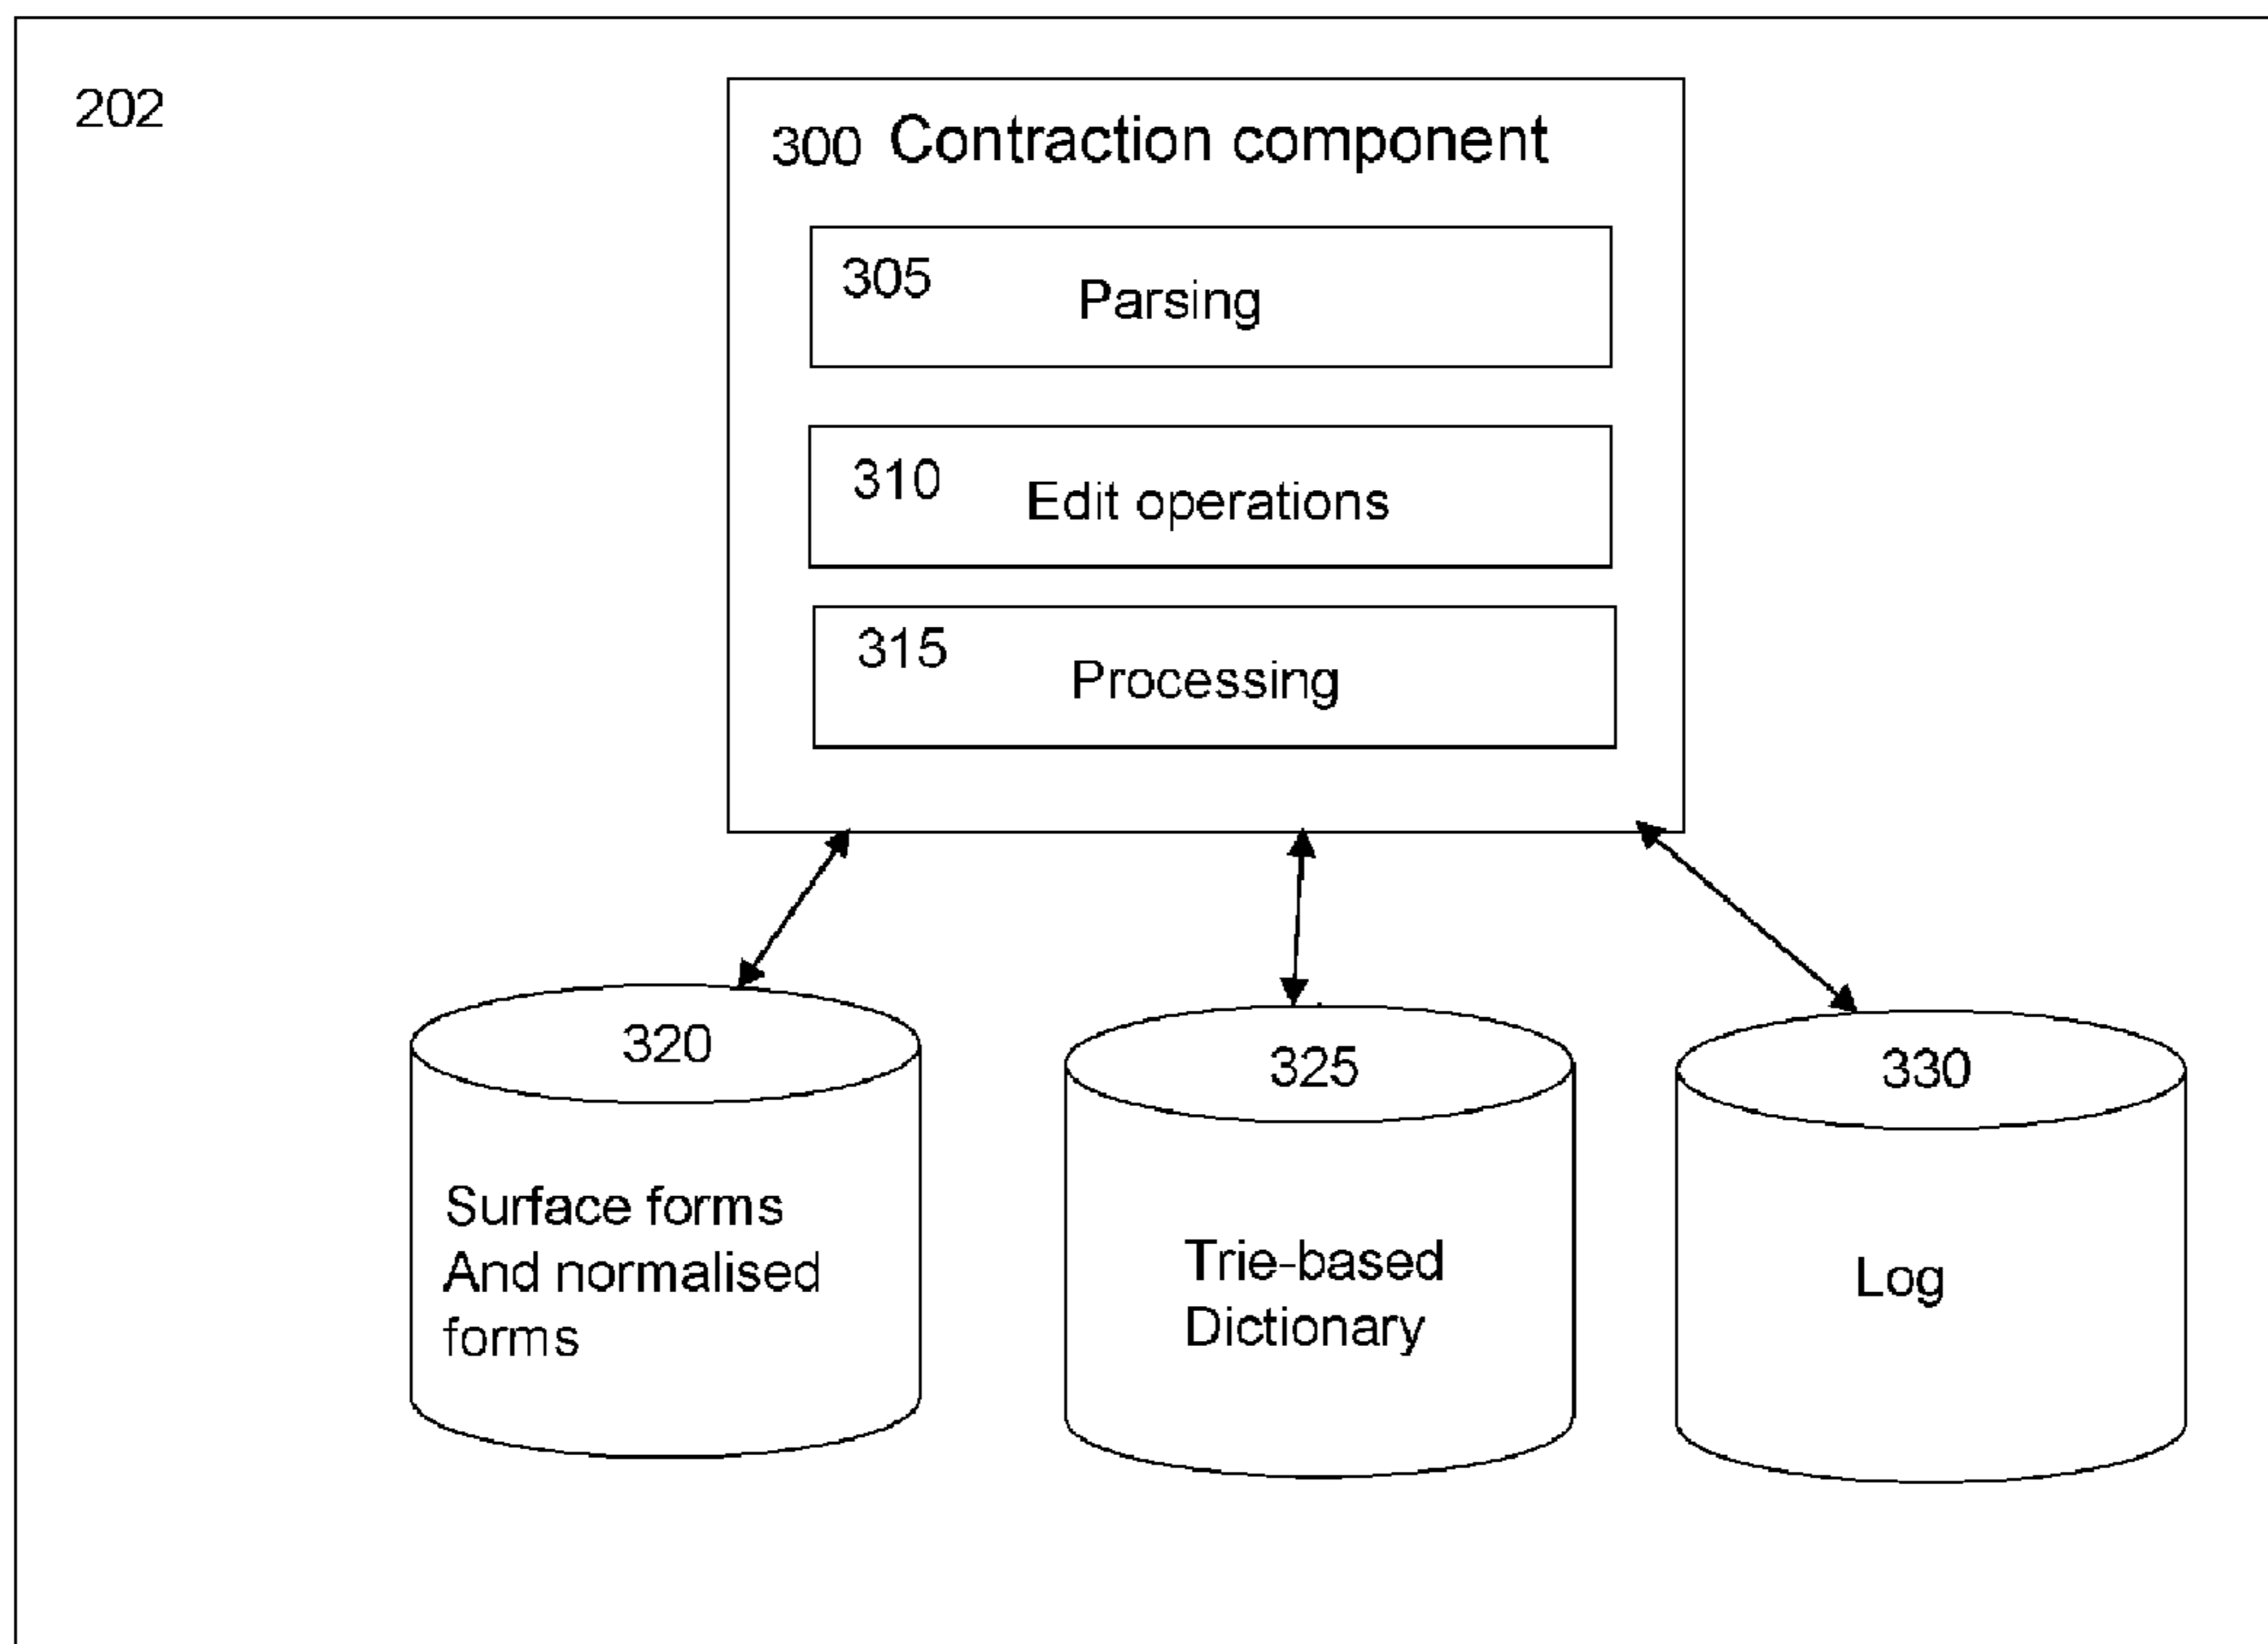 202
300 Contraction component
305
Parsing
310
Edit operations
315
Processing
320
Surface forms
And normalised
forms
325
Trie-based
Dictionary
330
Log